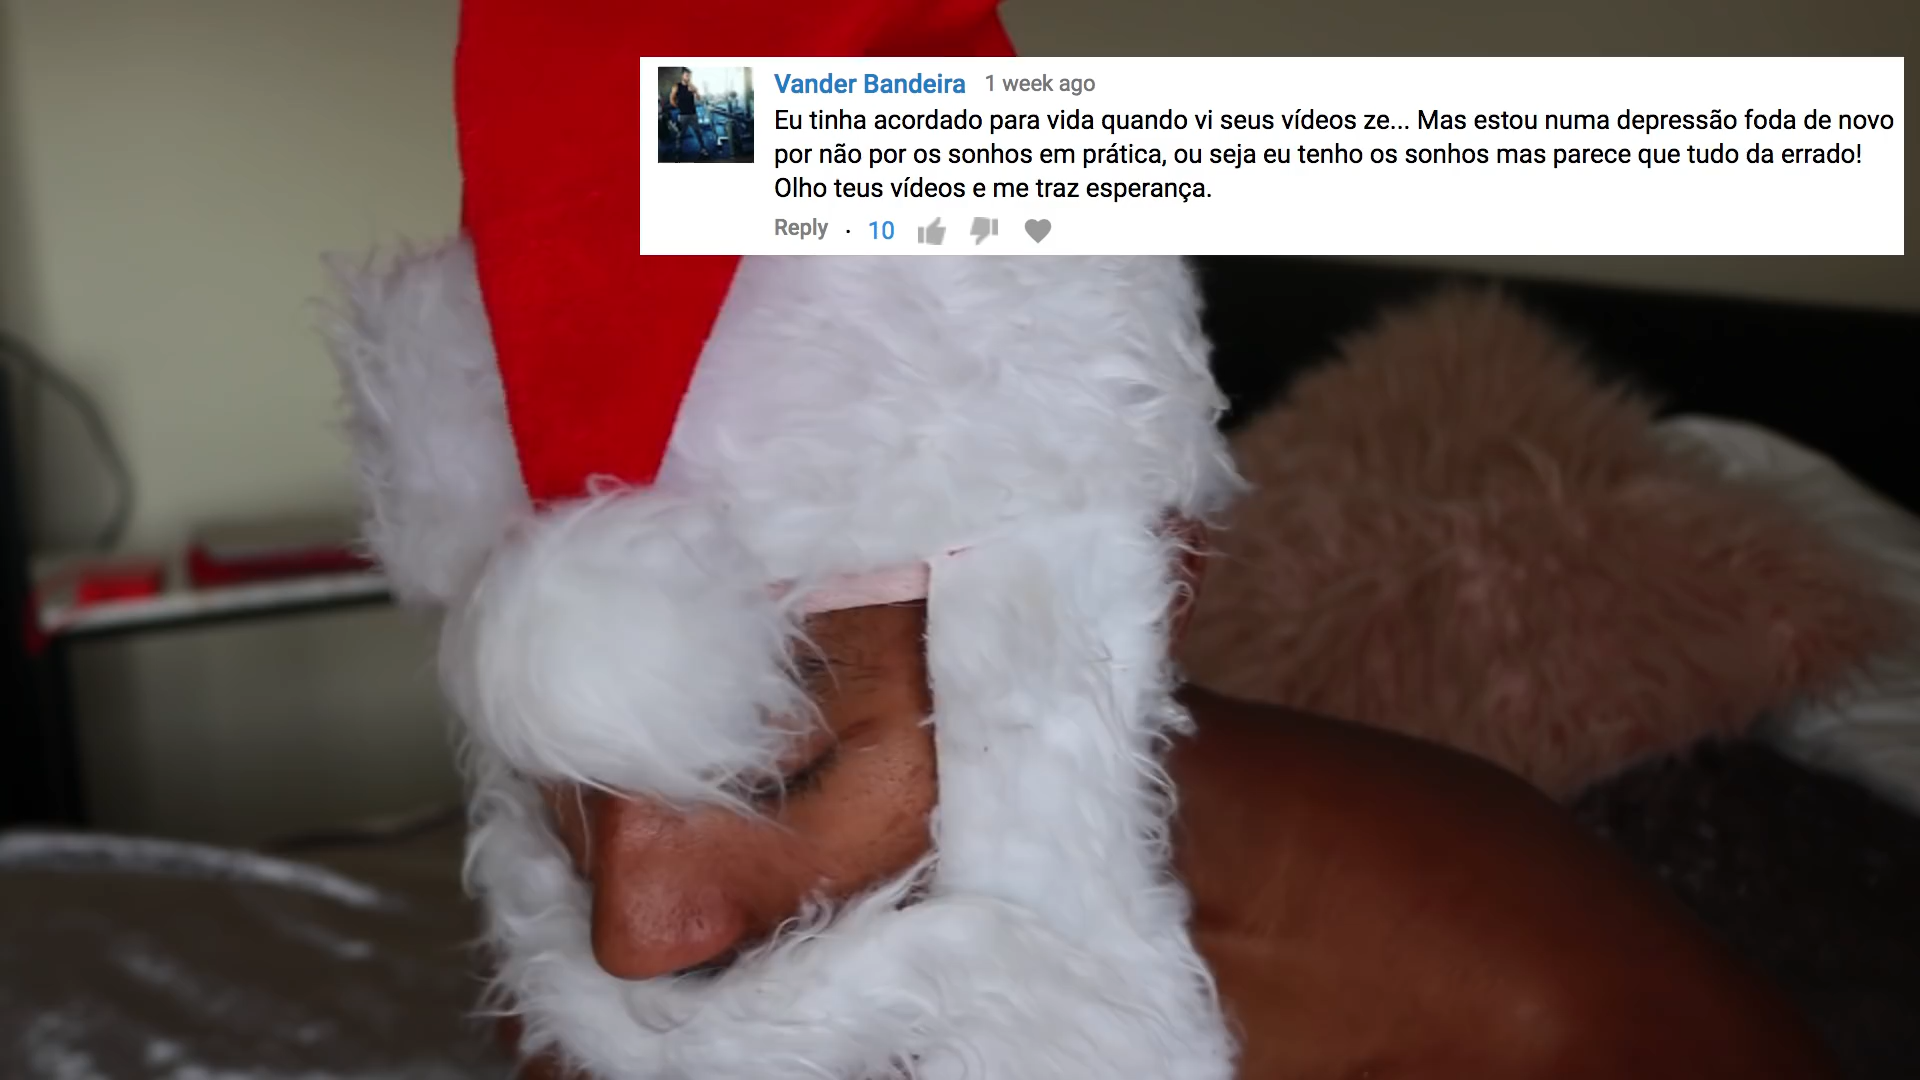 Vander Bandeira 1 week ago
Eu tinha acordado para vida quando vi seus vídeos ze... Mas estou numa depressão foda de novo
por não por os sonhos em prática, ou seja eu tenho os sonhos mas parece que tudo da errado!
Olho teus vídeos e me traz esperança.
Reply · 10